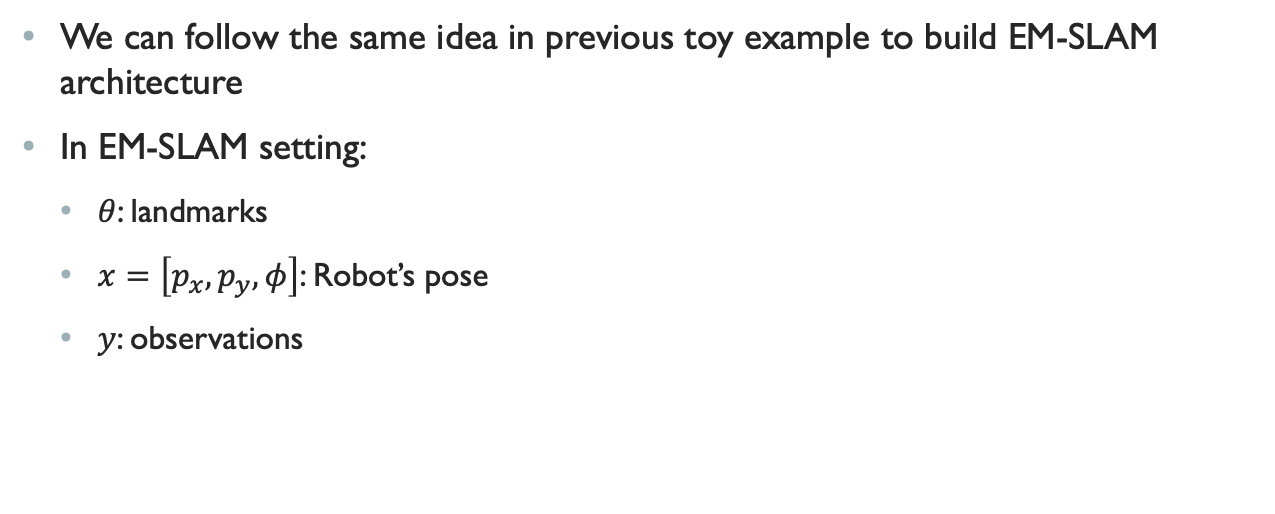 • We can follow the same idea in previous toy example to build EM-SLAM
architecture
• In EM-SLAM setting:
• θ: landmarks
• x = [pₓ, p_y, ϕ]: Robot’s pose
• y: observations